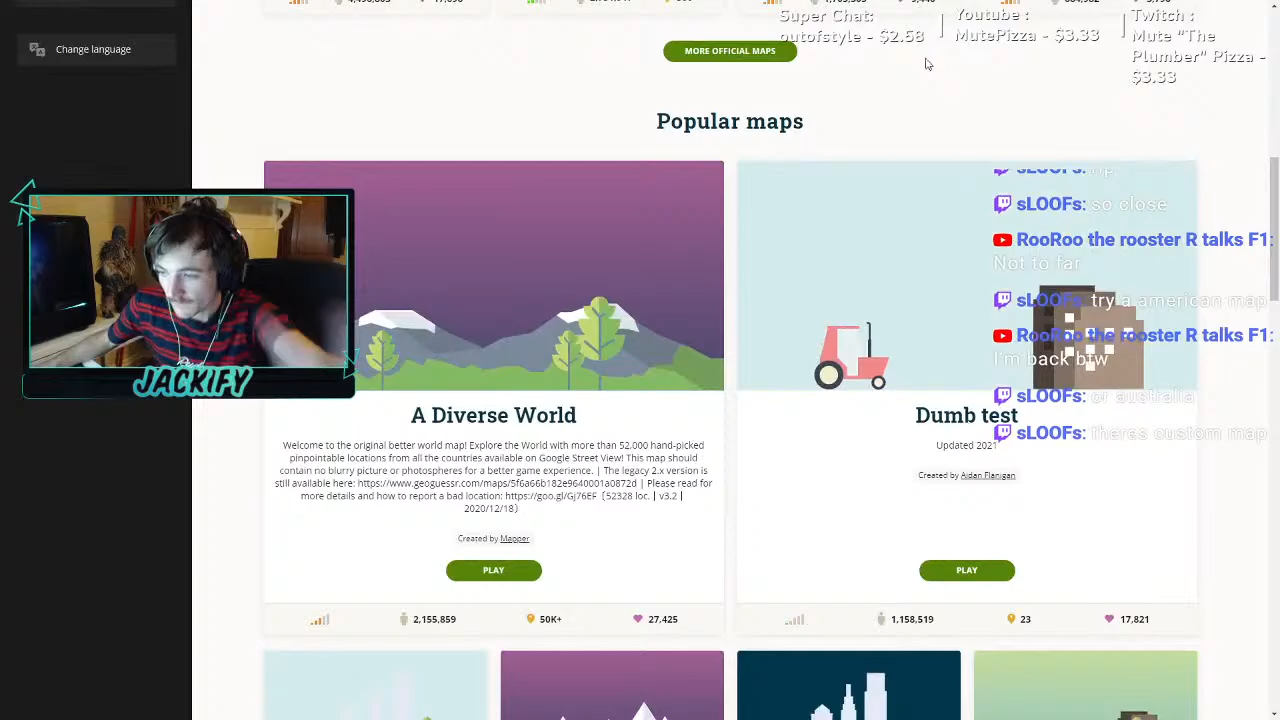 Super Chat:
outofstyle - $2.58
Youtube :
MutePizza - $3.33
Twitch :
Mute "The
Plumber" Pizza -
$3.33
Change language
MORE OFFICIAL MAPS
Popular maps
sLOOFs: rip
sLOOFs: so close
RooRoo the rooster R talks F1:
Not to far
sLOOFs: try a american map
RooRoo the rooster R talks F1:
I'm back btw
sLOOFs: or australia
sLOOFs: theres custom map
JACKIFY
A Diverse World
Welcome to the original better world map! Explore the World with more than 52.000 hand-picked
pinpointable locations from all the countries available on Google Street View! This map should
contain no blurry picture or photospheres for a better game experience. | The legacy 2.x version is
still available here: https://www.geoguessr.com/maps/5f6a66b182e9640001a0872d | Please read for
more details and how to report a bad location: https://goo.gl/Gj76EF [52328 loc. | v3.2 |
2020/12/18]
Created by Mapper
PLAY
2,155,859
50K+
27,425
Dumb test
Updated 2021
Created by Aidan Flanigan
PLAY
1,158,519
23
17,821